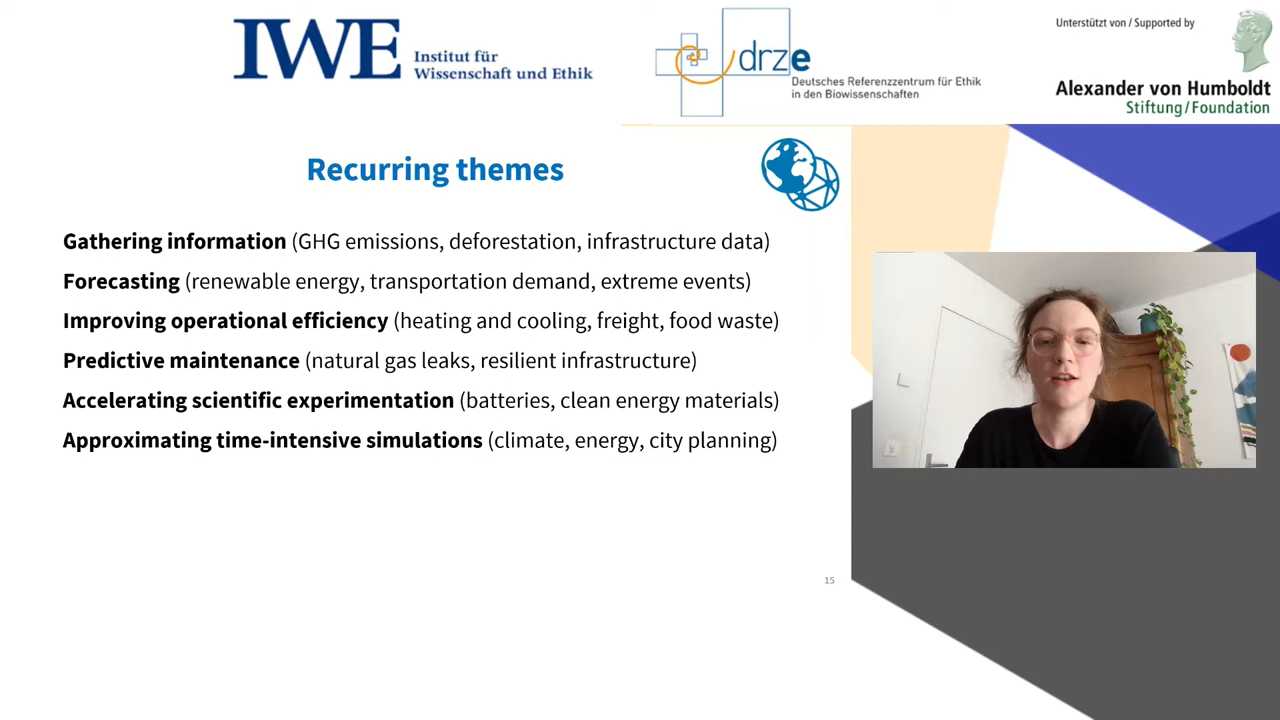 IWE Institut für
Wissenschaft und Ethik
drze
Deutsches Referenzzentrum für Ethik
in den Biowissenschaften
Unterstützt von / Supported by
Alexander von Humboldt
Stiftung/Foundation
Recurring themes
Gathering information (GHG emissions, deforestation, infrastructure data)
Forecasting (renewable energy, transportation demand, extreme events)
Improving operational efficiency (heating and cooling, freight, food waste)
Predictive maintenance (natural gas leaks, resilient infrastructure)
Accelerating scientific experimentation (batteries, clean energy materials)
Approximating time-intensive simulations (climate, energy, city planning)
15